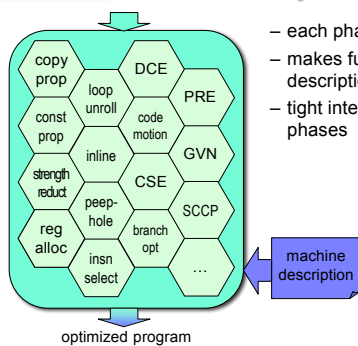 copy
prop
const
prop
strength
reduct
reg
alloc
loop
unroll
inline
peep-
hole
insn
select
DCE
code
motion
CSE
branch
opt
PRE
GVN
SCCP
...
– each pha
– makes fu
descripti
– tight inte
phases
machine
description
optimized program